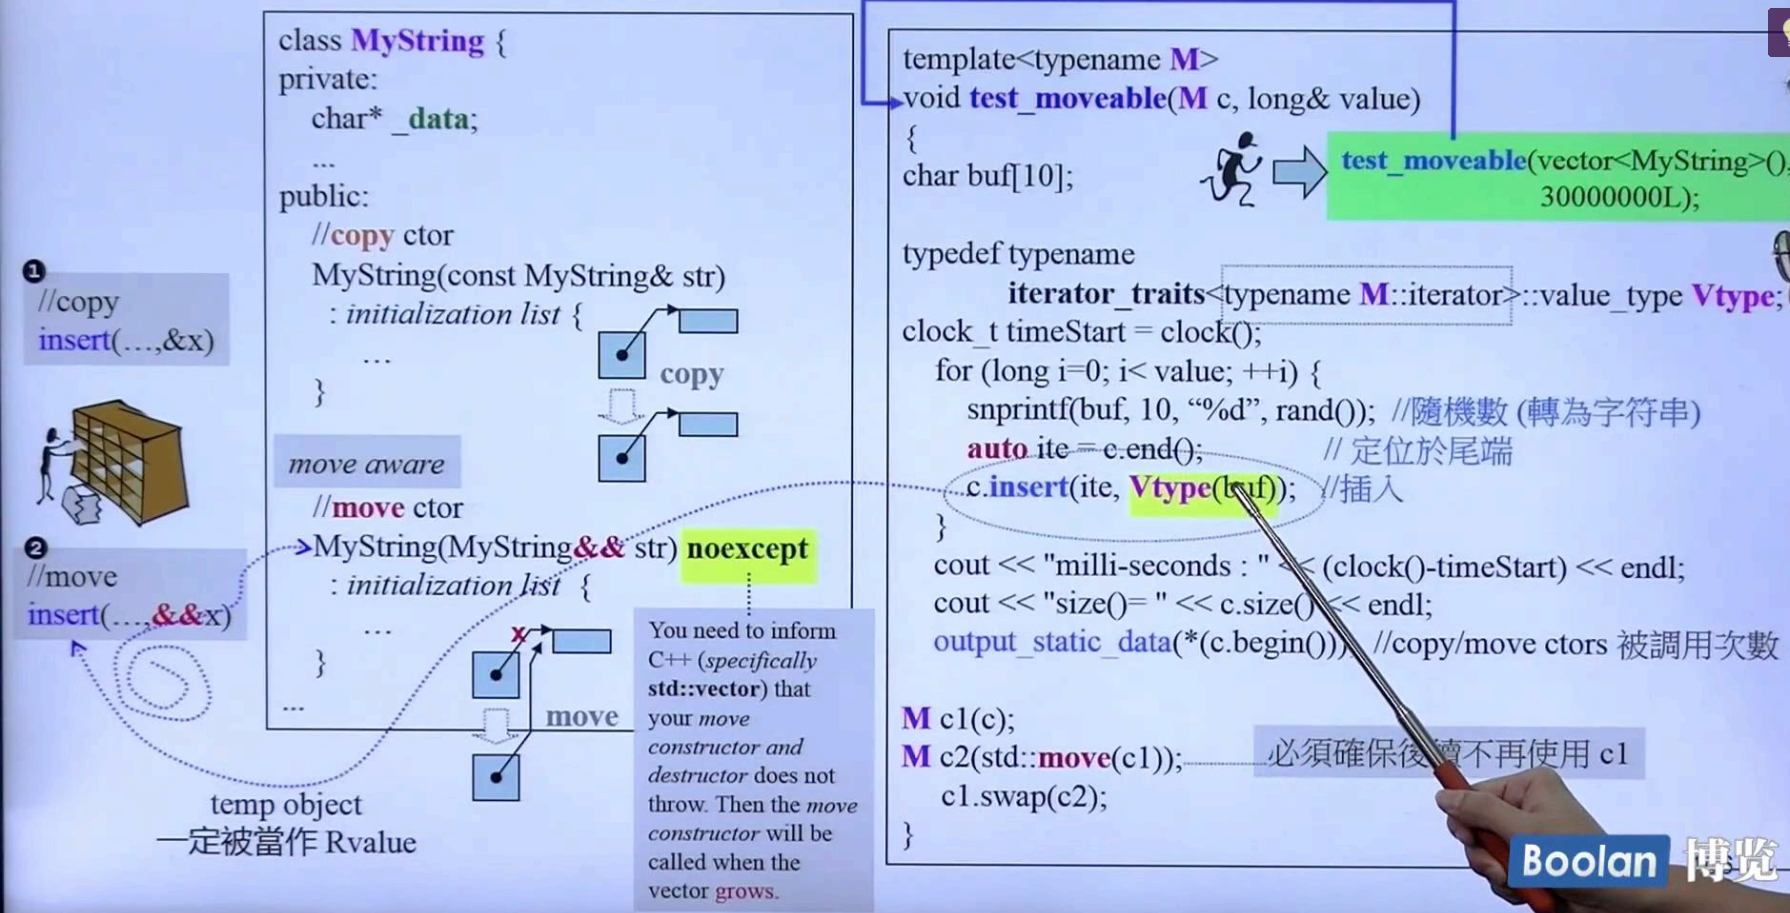 class MyString {
private:
char* _data;
...
public:
//copy ctor
MyString(const MyString& str)
: initialization list {
...
}
copy
move aware
//move ctor
MyString(MyString&& str) noexcept
: initialization list {
...
}
...
move
❶
//copy
insert(…,&x)
❷
//move
insert(…,&&x)
temp object
一定被當作 Rvalue
x
You need to inform
C++ (specifically
std::vector) that
your move
constructor and
destructor does not
throw. Then the move
constructor will be
called when the
vector grows.
template<typename M>
void test_moveable(M c, long& value)
{
char buf[10];
test_moveable(vector<MyString>(),
30000000L);
typedef typename
iterator_traits<typename M::iterator>::value_type Vtype;
clock_t timeStart = clock();
for (long i=0; i< value; ++i) {
snprintf(buf, 10, “%d”, rand()); //隨機數 (轉為字符串)
auto ite = c.end(); // 定位於尾端
c.insert(ite, Vtype(buf)); //插入
}
cout << "milli-seconds : " << (clock()-timeStart) << endl;
cout << "size()= " << c.size() << endl;
output_static_data(*(c.begin())) //copy/move ctors 被調用次數
M c1(c);
M c2(std::move(c1)); 必須確保後續不再使用 c1
c1.swap(c2);
}
Boolan 博览